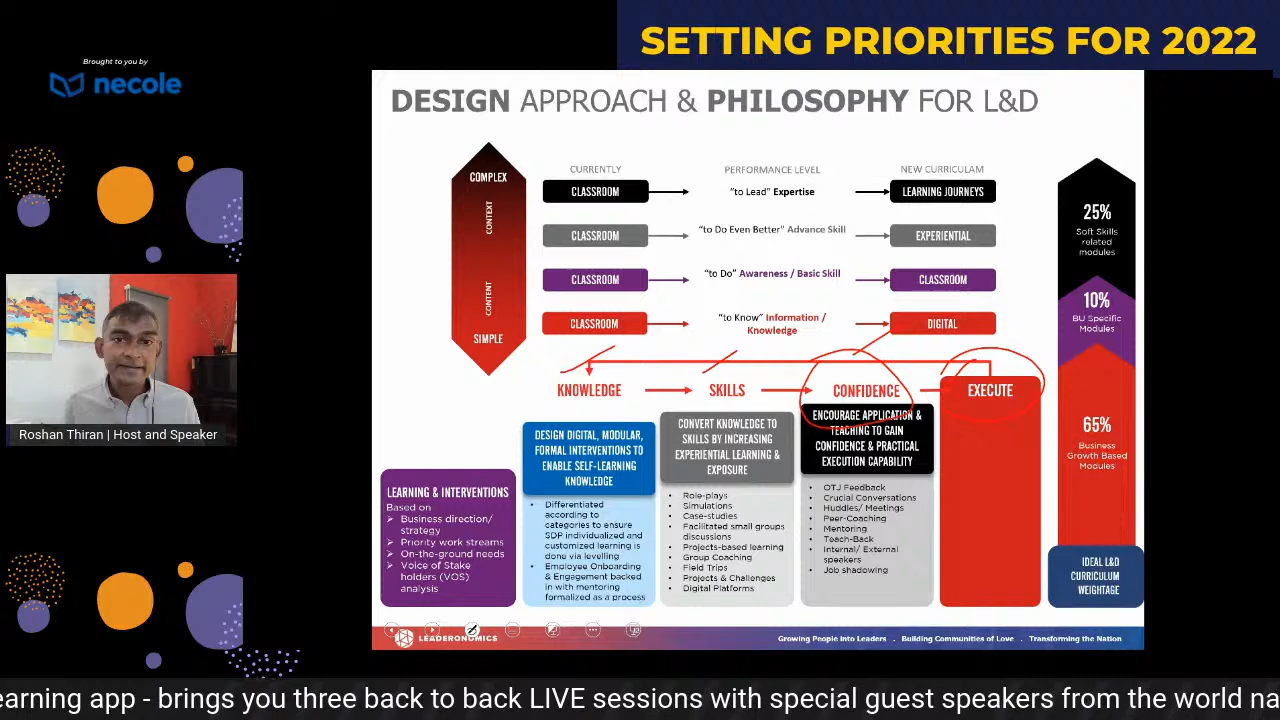 SETTING PRIORITIES FOR 2022
Brought to you by
necole
DESIGN APPROACH & PHILOSOPHY FOR L&D
CURRENTLY
PERFORMANCE LEVEL
NEW CURRICULAM
COMPLEX
CONTEXT
CONTENT
SIMPLE
CLASSROOM
"to Lead" Expertise
LEARNING JOURNEYS
CLASSROOM
"to Do Even Better" Advance Skill
EXPERIENTIAL
CLASSROOM
"to Do" Awareness / Basic Skill
CLASSROOM
CLASSROOM
"to Know" Information /
Knowledge
DIGITAL
25%
Soft Skills
related
modules
10%
BU Specific
Modules
65%
Business
Growth Based
Modules
IDEAL L&D
CURRICULUM
WEIGHTAGE
KNOWLEDGE
SKILLS
CONFIDENCE
EXECUTE
LEARNING & INTERVENTIONS
Based on
➢ Business direction/
strategy
➢ Priority work streams
➢ On-the-ground needs
➢ Voice of Stake
holders (VOS)
analysis
DESIGN DIGITAL, MODULAR,
FORMAL INTERVENTIONS TO
ENABLE SELF-LEARNING
KNOWLEDGE
• Differentiated
according to
categories to ensure
SDP individualized and
customized learning is
done via levelling
• Employee Onboarding
& Engagement backed
in with mentoring
formalized as a process
CONVERT KNOWLEDGE TO
SKILLS BY INCREASING
EXPERIENTIAL LEARNING &
EXPOSURE
• Role-plays
• Simulations
• Case-studies
• Facilitated small groups
discussions
• Projects-based learning
• Group Coaching
• Field Trips
• Projects & Challenges
• Digital Platforms
ENCOURAGE APPLICATION &
TEACHING TO GAIN
CONFIDENCE & PRACTICAL
EXECUTION CAPABILITY
• OTJ Feedback
• Crucial Conversations
• Huddles/ Meetings
• Peer-Coaching
• Mentoring
• Teach-Back
• Internal/ External
speakers
• Job shadowing
LEADERONOMICS
Growing People into Leaders . Building Communities of Love . Transforming the Nation
Roshan Thiran | Host and Speaker
earning app - brings you three back to back LIVE sessions with special guest speakers from the world na